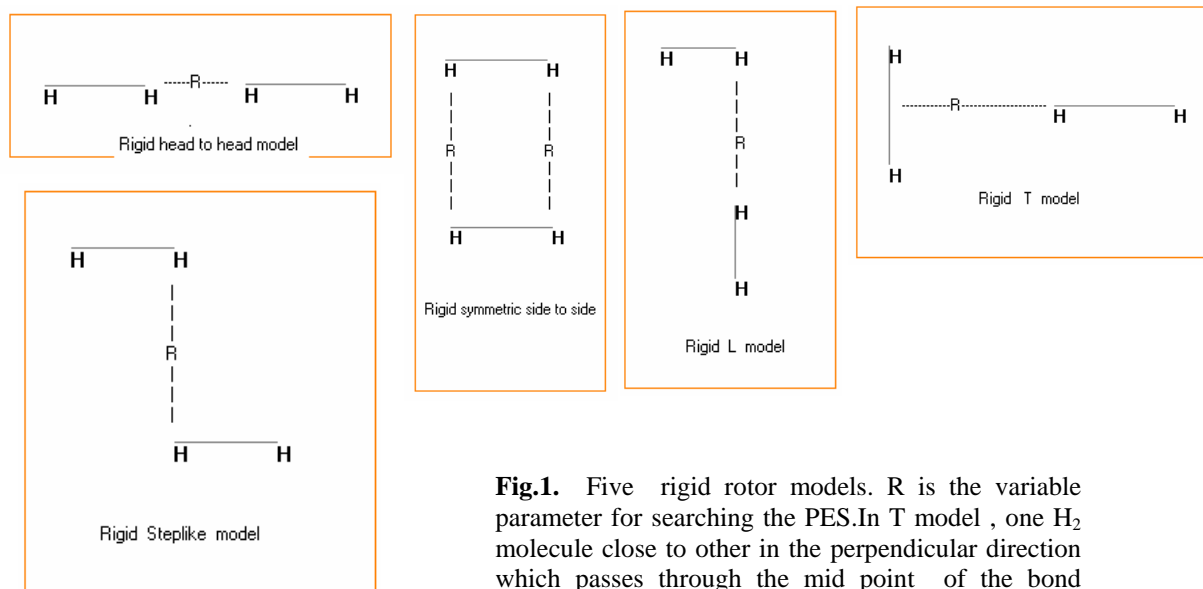 H H -----R----- H H
Rigid head to head model
H H
R R
H H
Rigid symmetric side to side
H H
R
H
H
Rigid L model
H
-----------R----------------
H H
H
Rigid T model
H H
R
H H
Rigid Steplike model
Fig.1. Five rigid rotor models. R is the variable
parameter for searching the PES.In T model , one H₂
molecule close to other in the perpendicular direction
which passes through the mid point of the bond